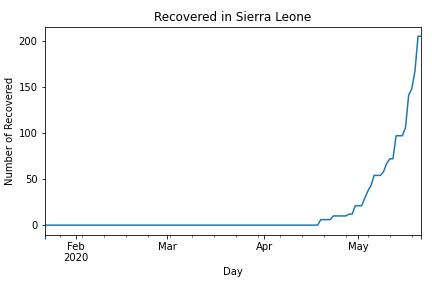 Recovered in Sierra Leone
Number of Recovered
200
150
100
50
0
Feb
2020
Mar
Apr
May
Day